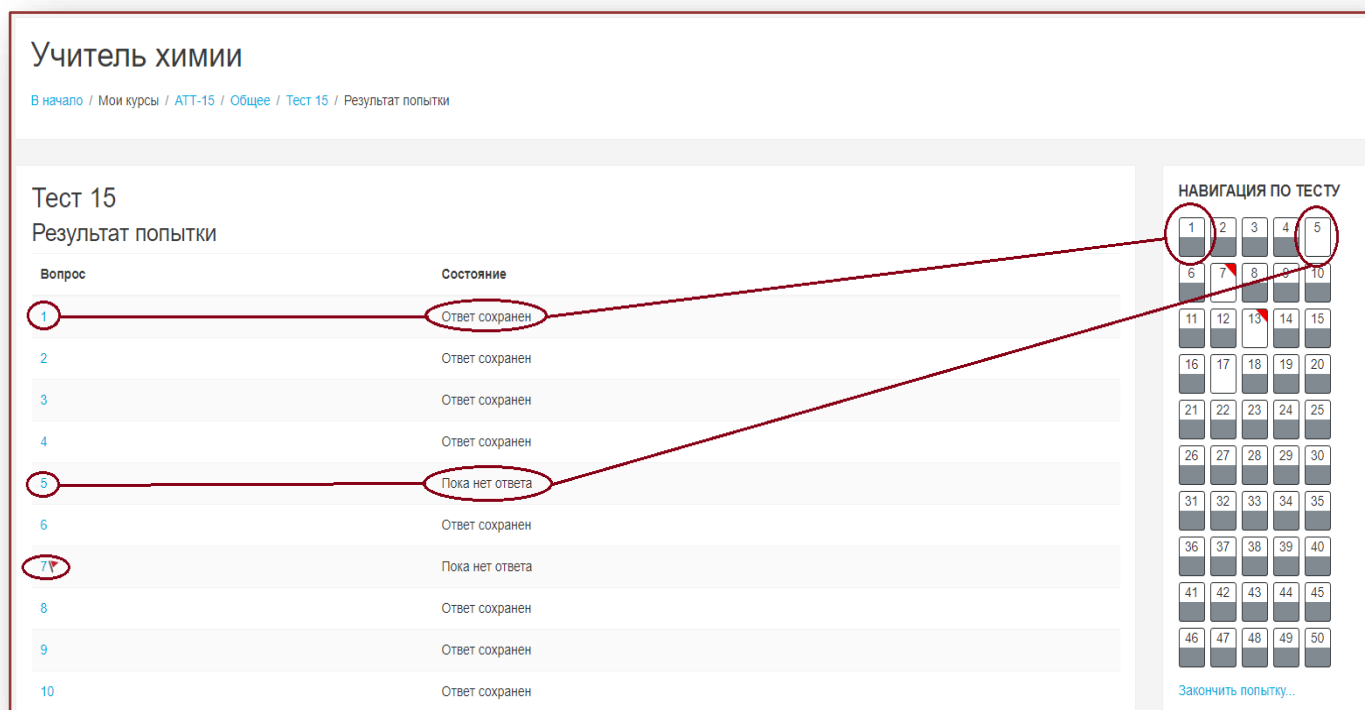 Учитель химии
В начало / Мои курсы / АТТ-15 / Общее / Тест 15 / Результат попытки
Тест 15
Результат попытки
Вопрос Состояние
1 Ответ сохранен
2 Ответ сохранен
3 Ответ сохранен
4 Ответ сохранен
5 Пока нет ответа
6 Ответ сохранен
7 Пока нет ответа
8 Ответ сохранен
9 Ответ сохранен
10 Ответ сохранен
НАВИГАЦИЯ ПО ТЕСТУ
1 2 3 4 5
6 7 8 9 10
11 12 13 14 15
16 17 18 19 20
21 22 23 24 25
26 27 28 29 30
31 32 33 34 35
36 37 38 39 40
41 42 43 44 45
46 47 48 49 50
Закончить попытку...